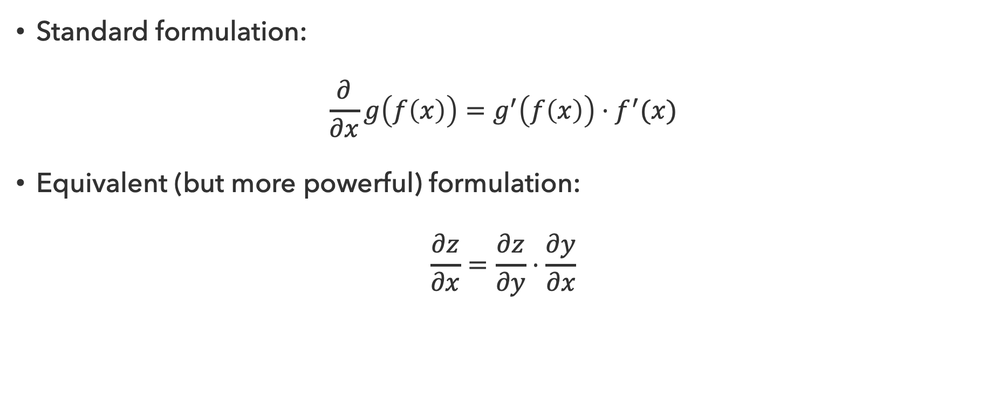 • Standard formulation:
∂/∂x g(f(x)) = g′(f(x)) · f′(x)
• Equivalent (but more powerful) formulation:
∂z/∂x = ∂z/∂y · ∂y/∂x